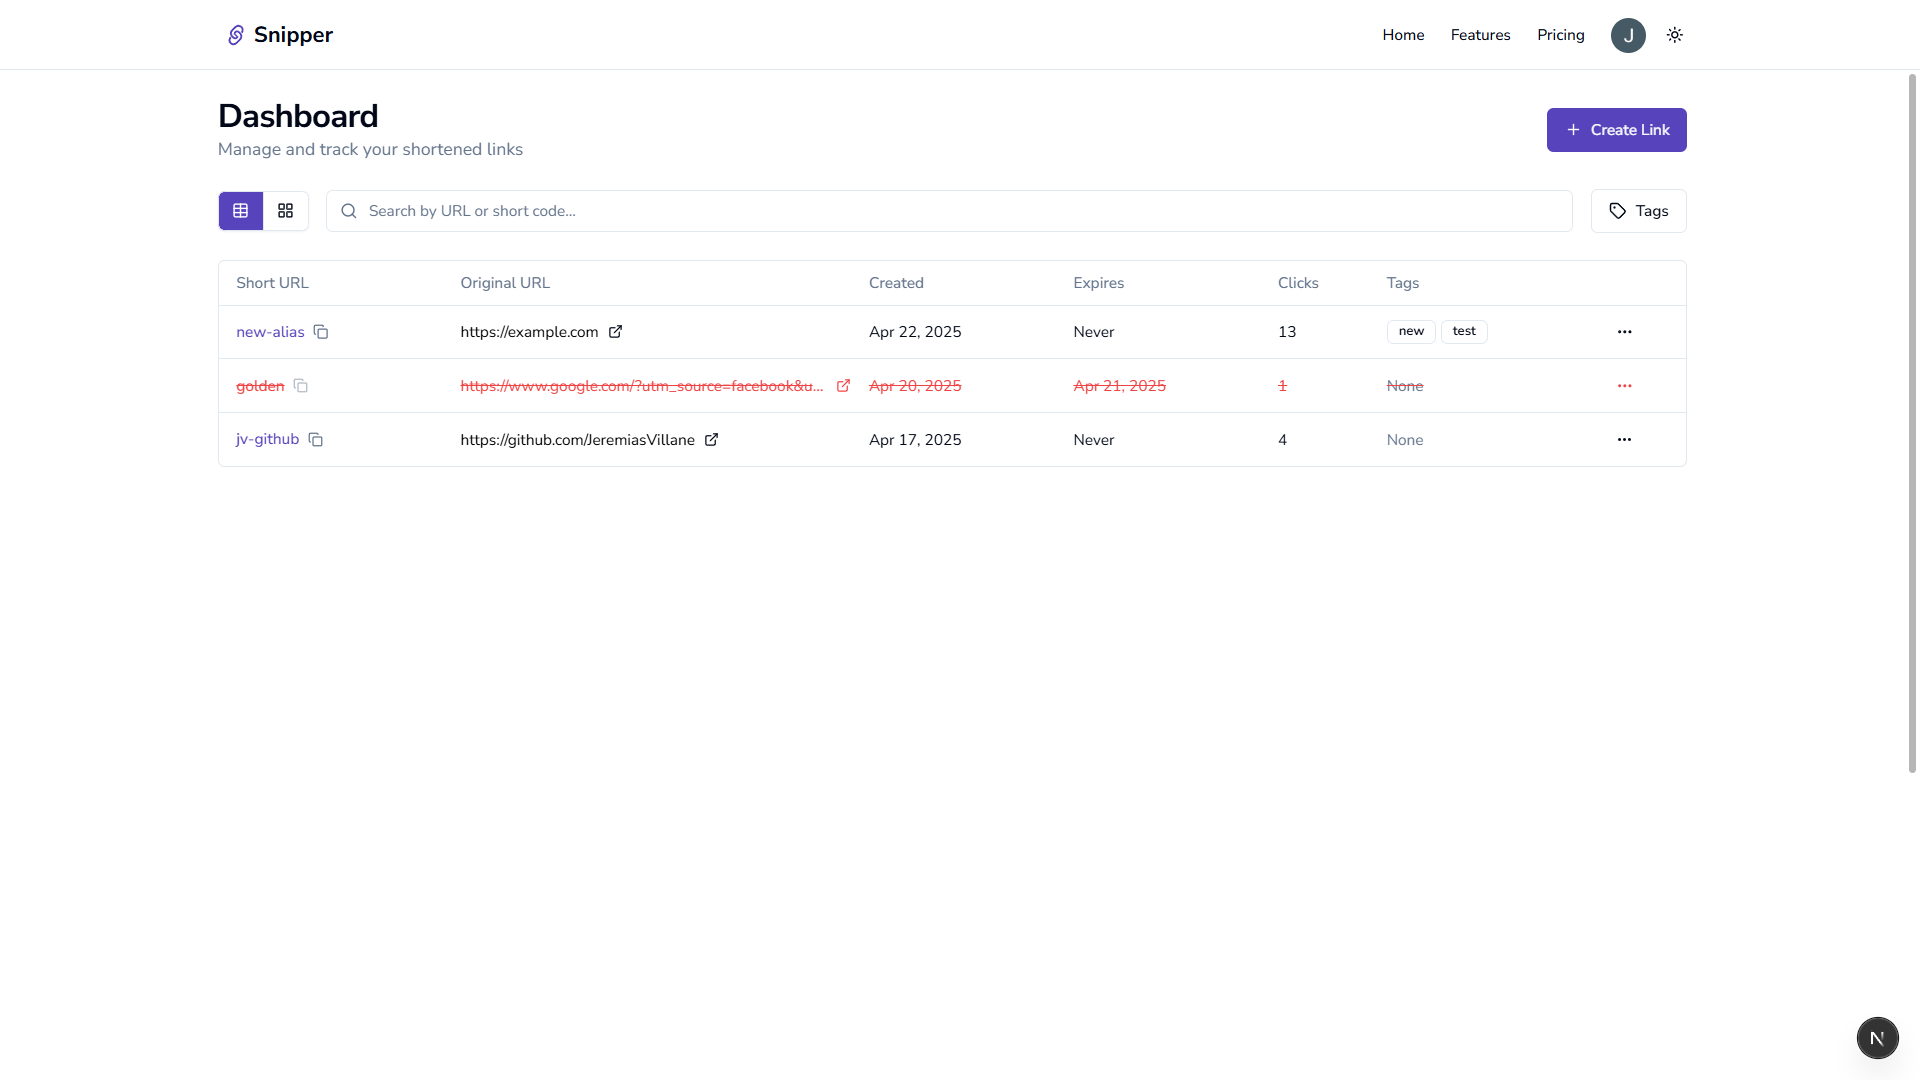 Snipper
Home Features Pricing J
Dashboard
Manage and track your shortened links
+ Create Link
Search by URL or short code...
Tags
Short URL Original URL Created Expires Clicks Tags
new-alias https://example.com Apr 22, 2025 Never 13 new test ...
golden https://www.google.com/?utm_source=facebook&u... Apr 20, 2025 Apr 21, 2025 1 None ...
jv-github https://github.com/JeremiasVillane Apr 17, 2025 Never 4 None ...
N